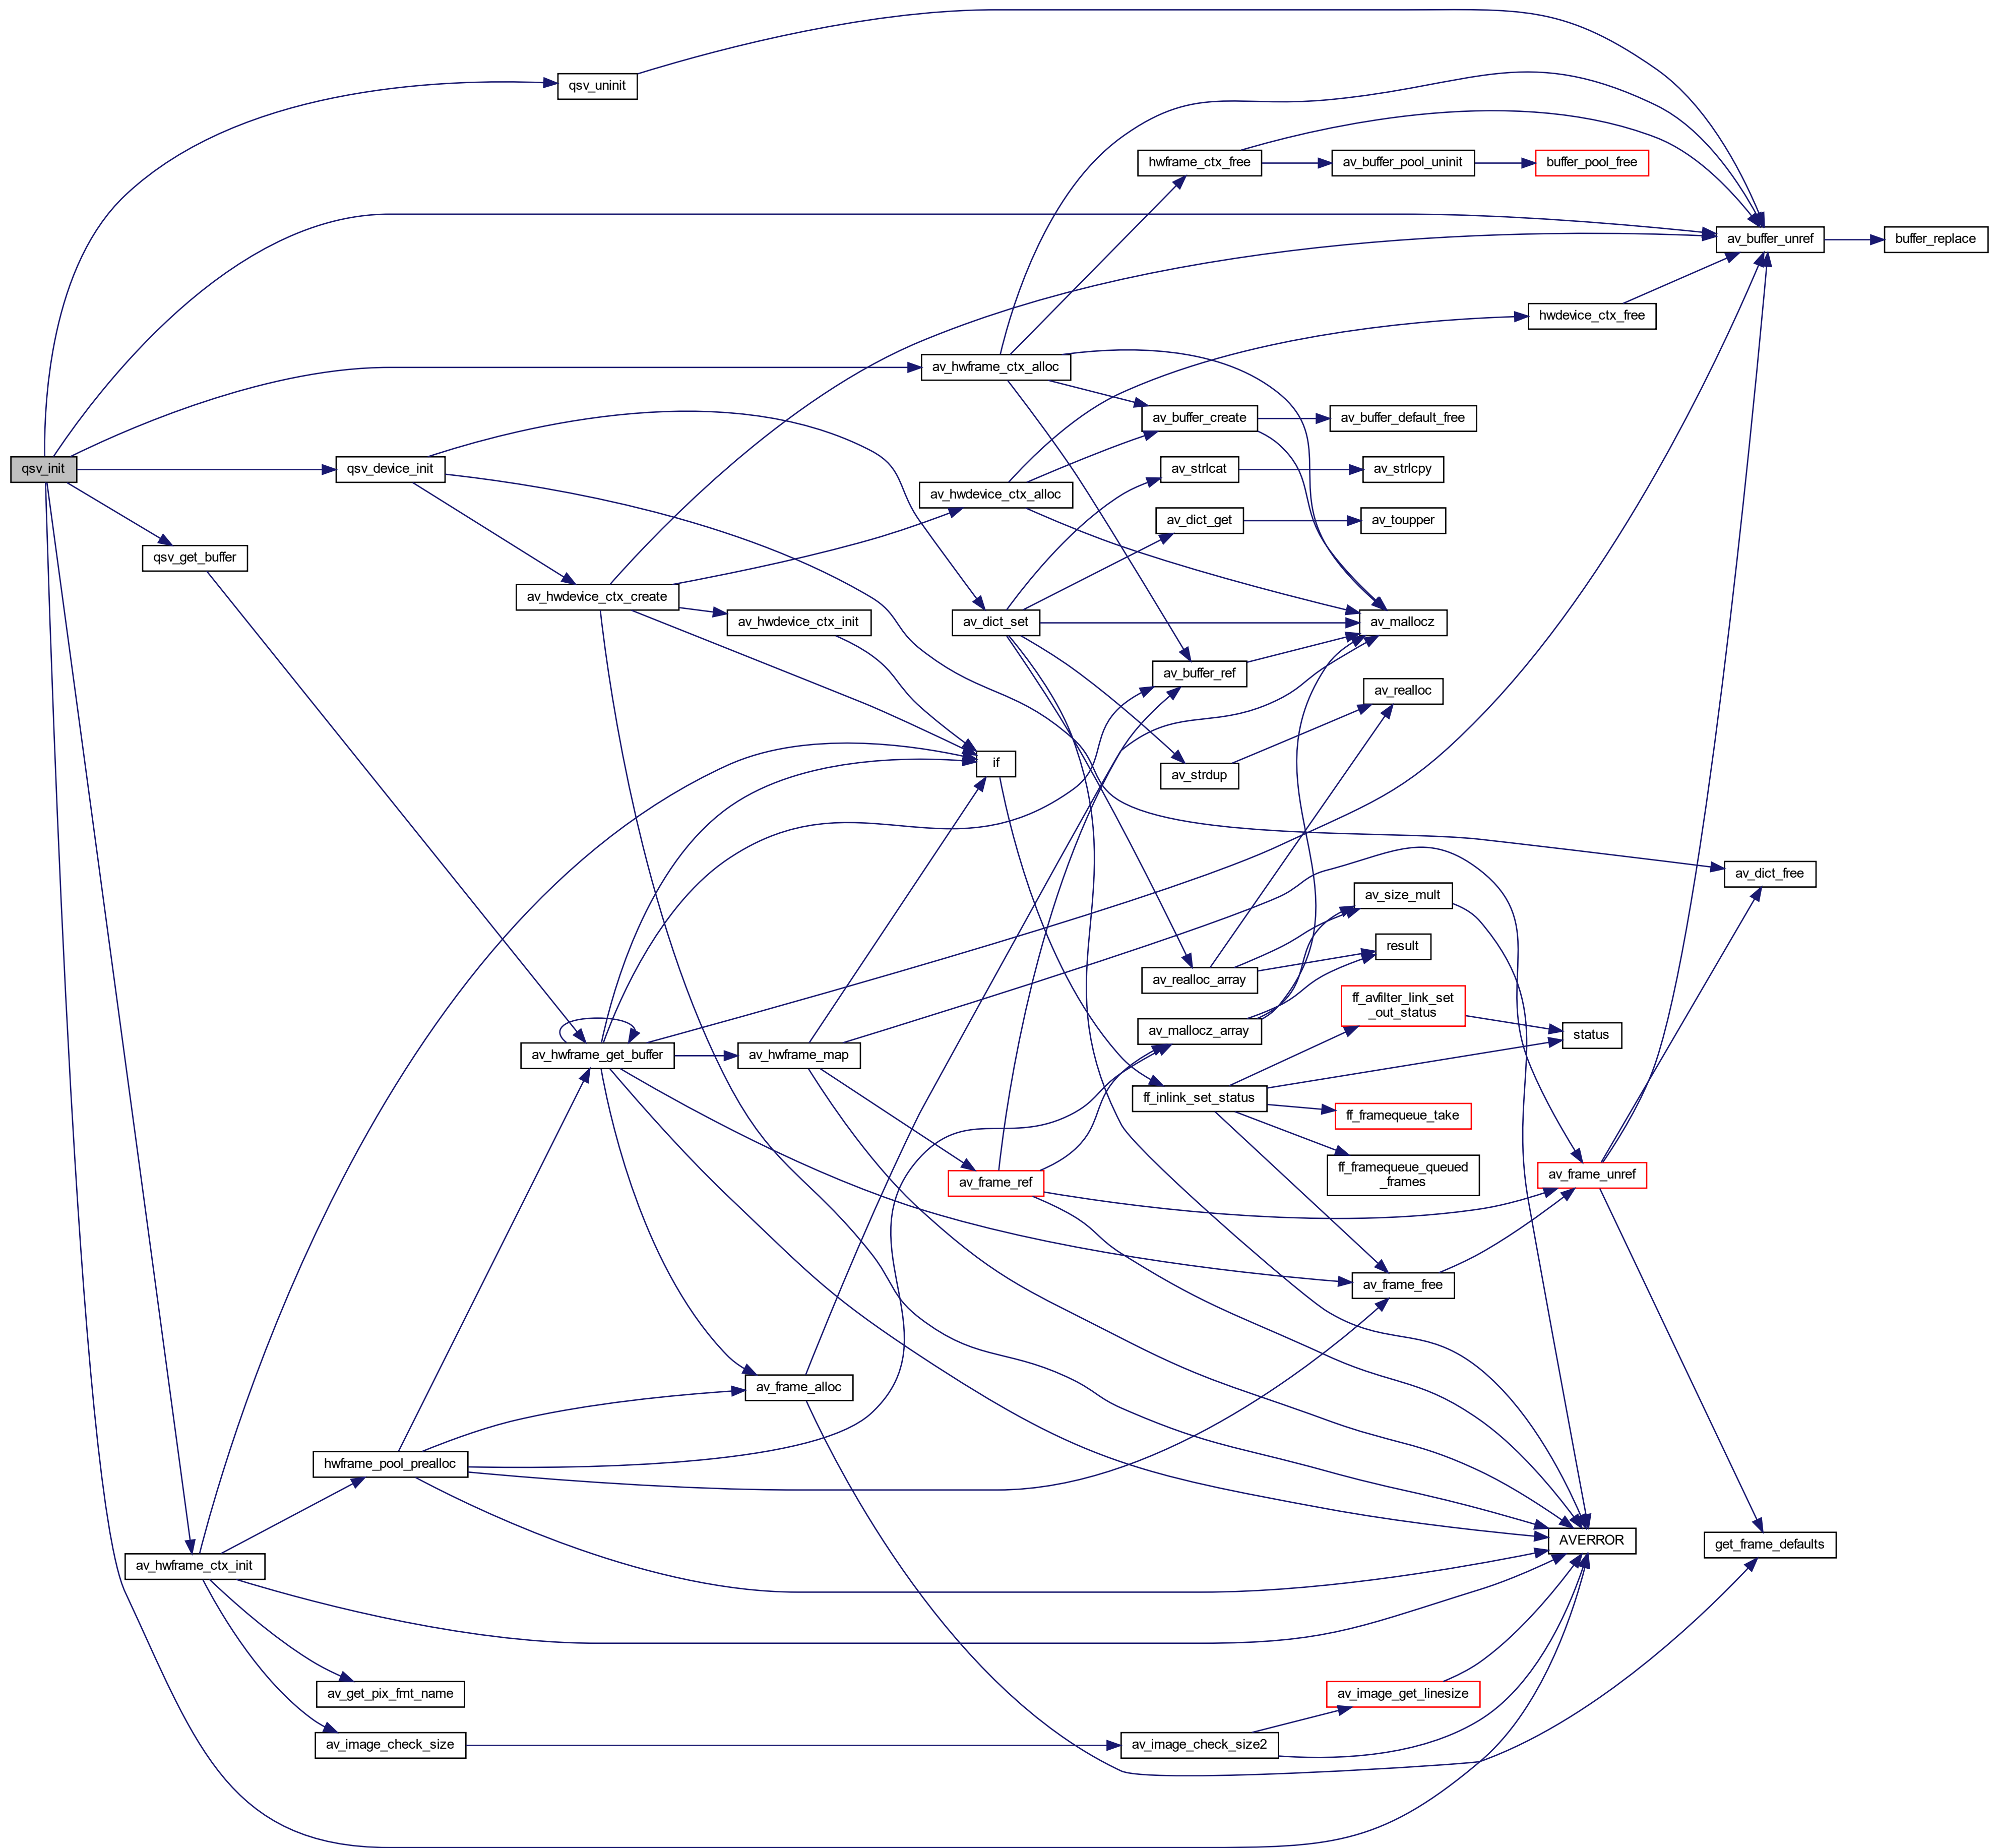 qsv_uninit
hwframe_ctx_free
av_buffer_pool_uninit
buffer_pool_free
av_buffer_unref
buffer_replace
hwdevice_ctx_free
av_hwframe_ctx_alloc
av_buffer_create
av_buffer_default_free
qsv_init
qsv_device_init
av_strlcat
av_strlcpy
av_hwdevice_ctx_alloc
av_dict_get
av_toupper
qsv_get_buffer
av_hwdevice_ctx_create
av_hwdevice_ctx_init
av_dict_set
av_mallocz
av_buffer_ref
av_realloc
if
av_strdup
av_dict_free
av_size_mult
result
av_realloc_array
ff_avfilter_link_set
_out_status
status
av_mallocz_array
av_hwframe_get_buffer
av_hwframe_map
ff_inlink_set_status
ff_framequeue_take
ff_framequeue_queued
_frames
av_frame_ref
av_frame_unref
av_frame_free
av_frame_alloc
hwframe_pool_prealloc
AVERROR
get_frame_defaults
av_hwframe_ctx_init
av_get_pix_fmt_name
av_image_get_linesize
av_image_check_size
av_image_check_size2